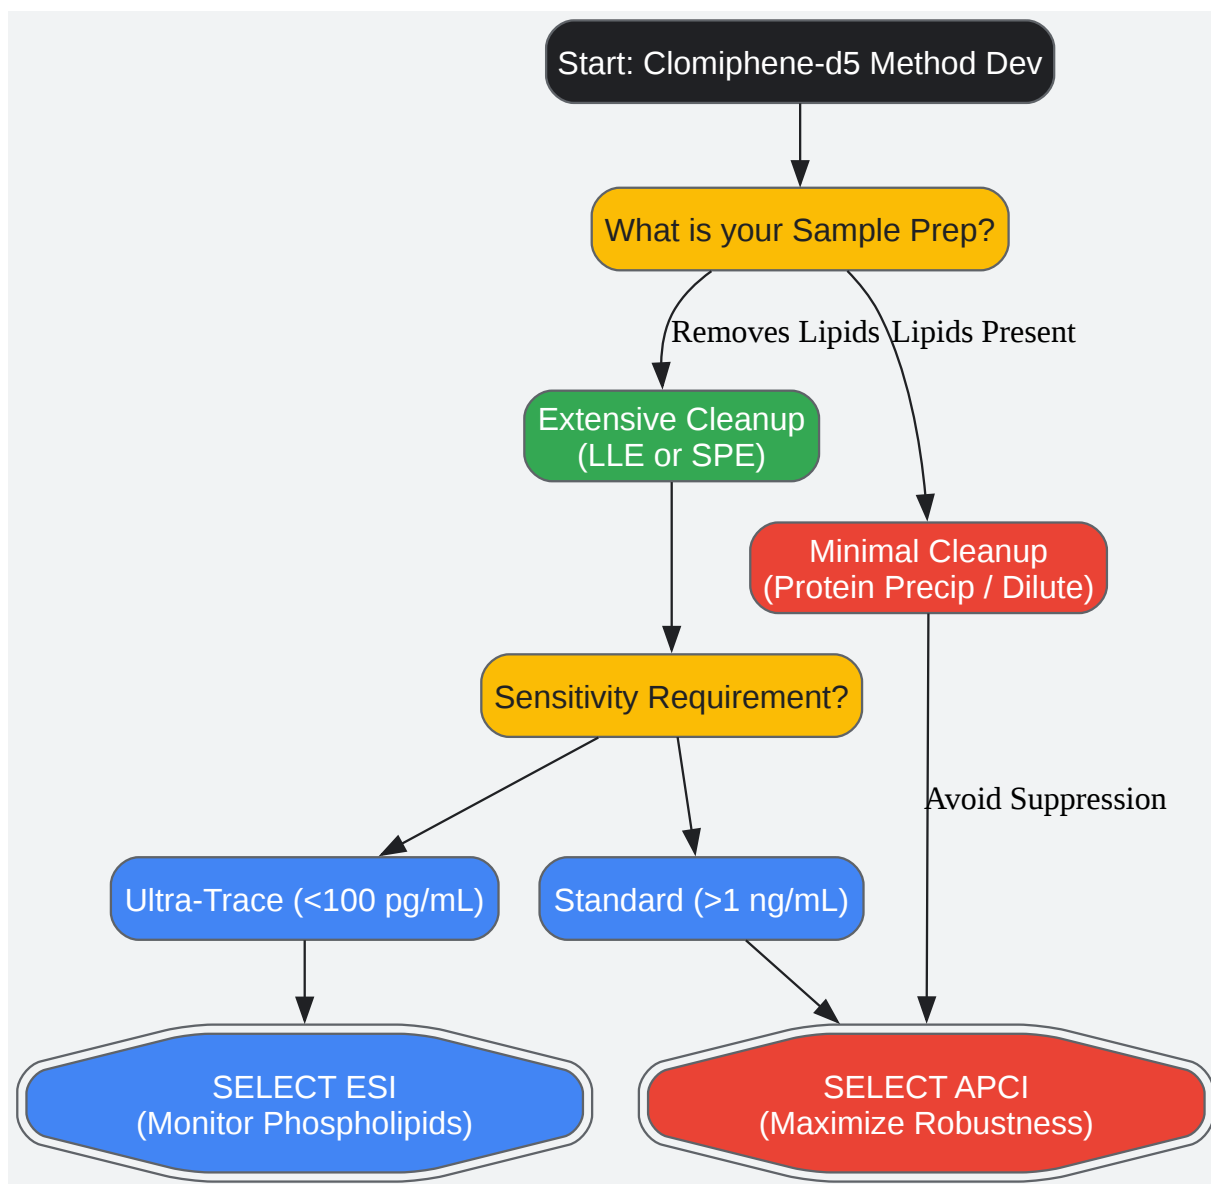 Start: Clomiphene-d5 Method Dev
What is your Sample Prep?
Removes Lipids
Lipids Present
Extensive Cleanup
(LLE or SPE)
Minimal Cleanup
(Protein Precip / Dilute)
Sensitivity Requirement?
Avoid Suppression
Ultra-Trace (<100 pg/mL)
Standard (>1 ng/mL)
SELECT ESI
(Monitor Phospholipids)
SELECT APCI
(Maximize Robustness)